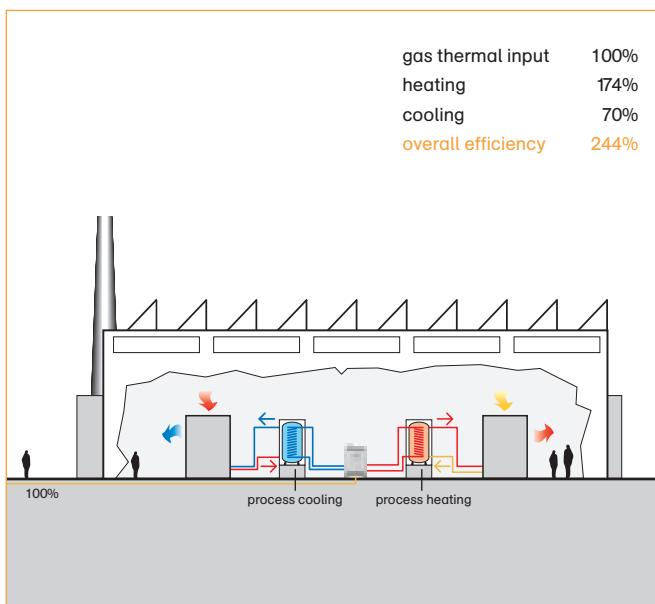 gas thermal input 100%
heating 174%
cooling 70%
overall efficiency 244%
100%
process cooling process heating